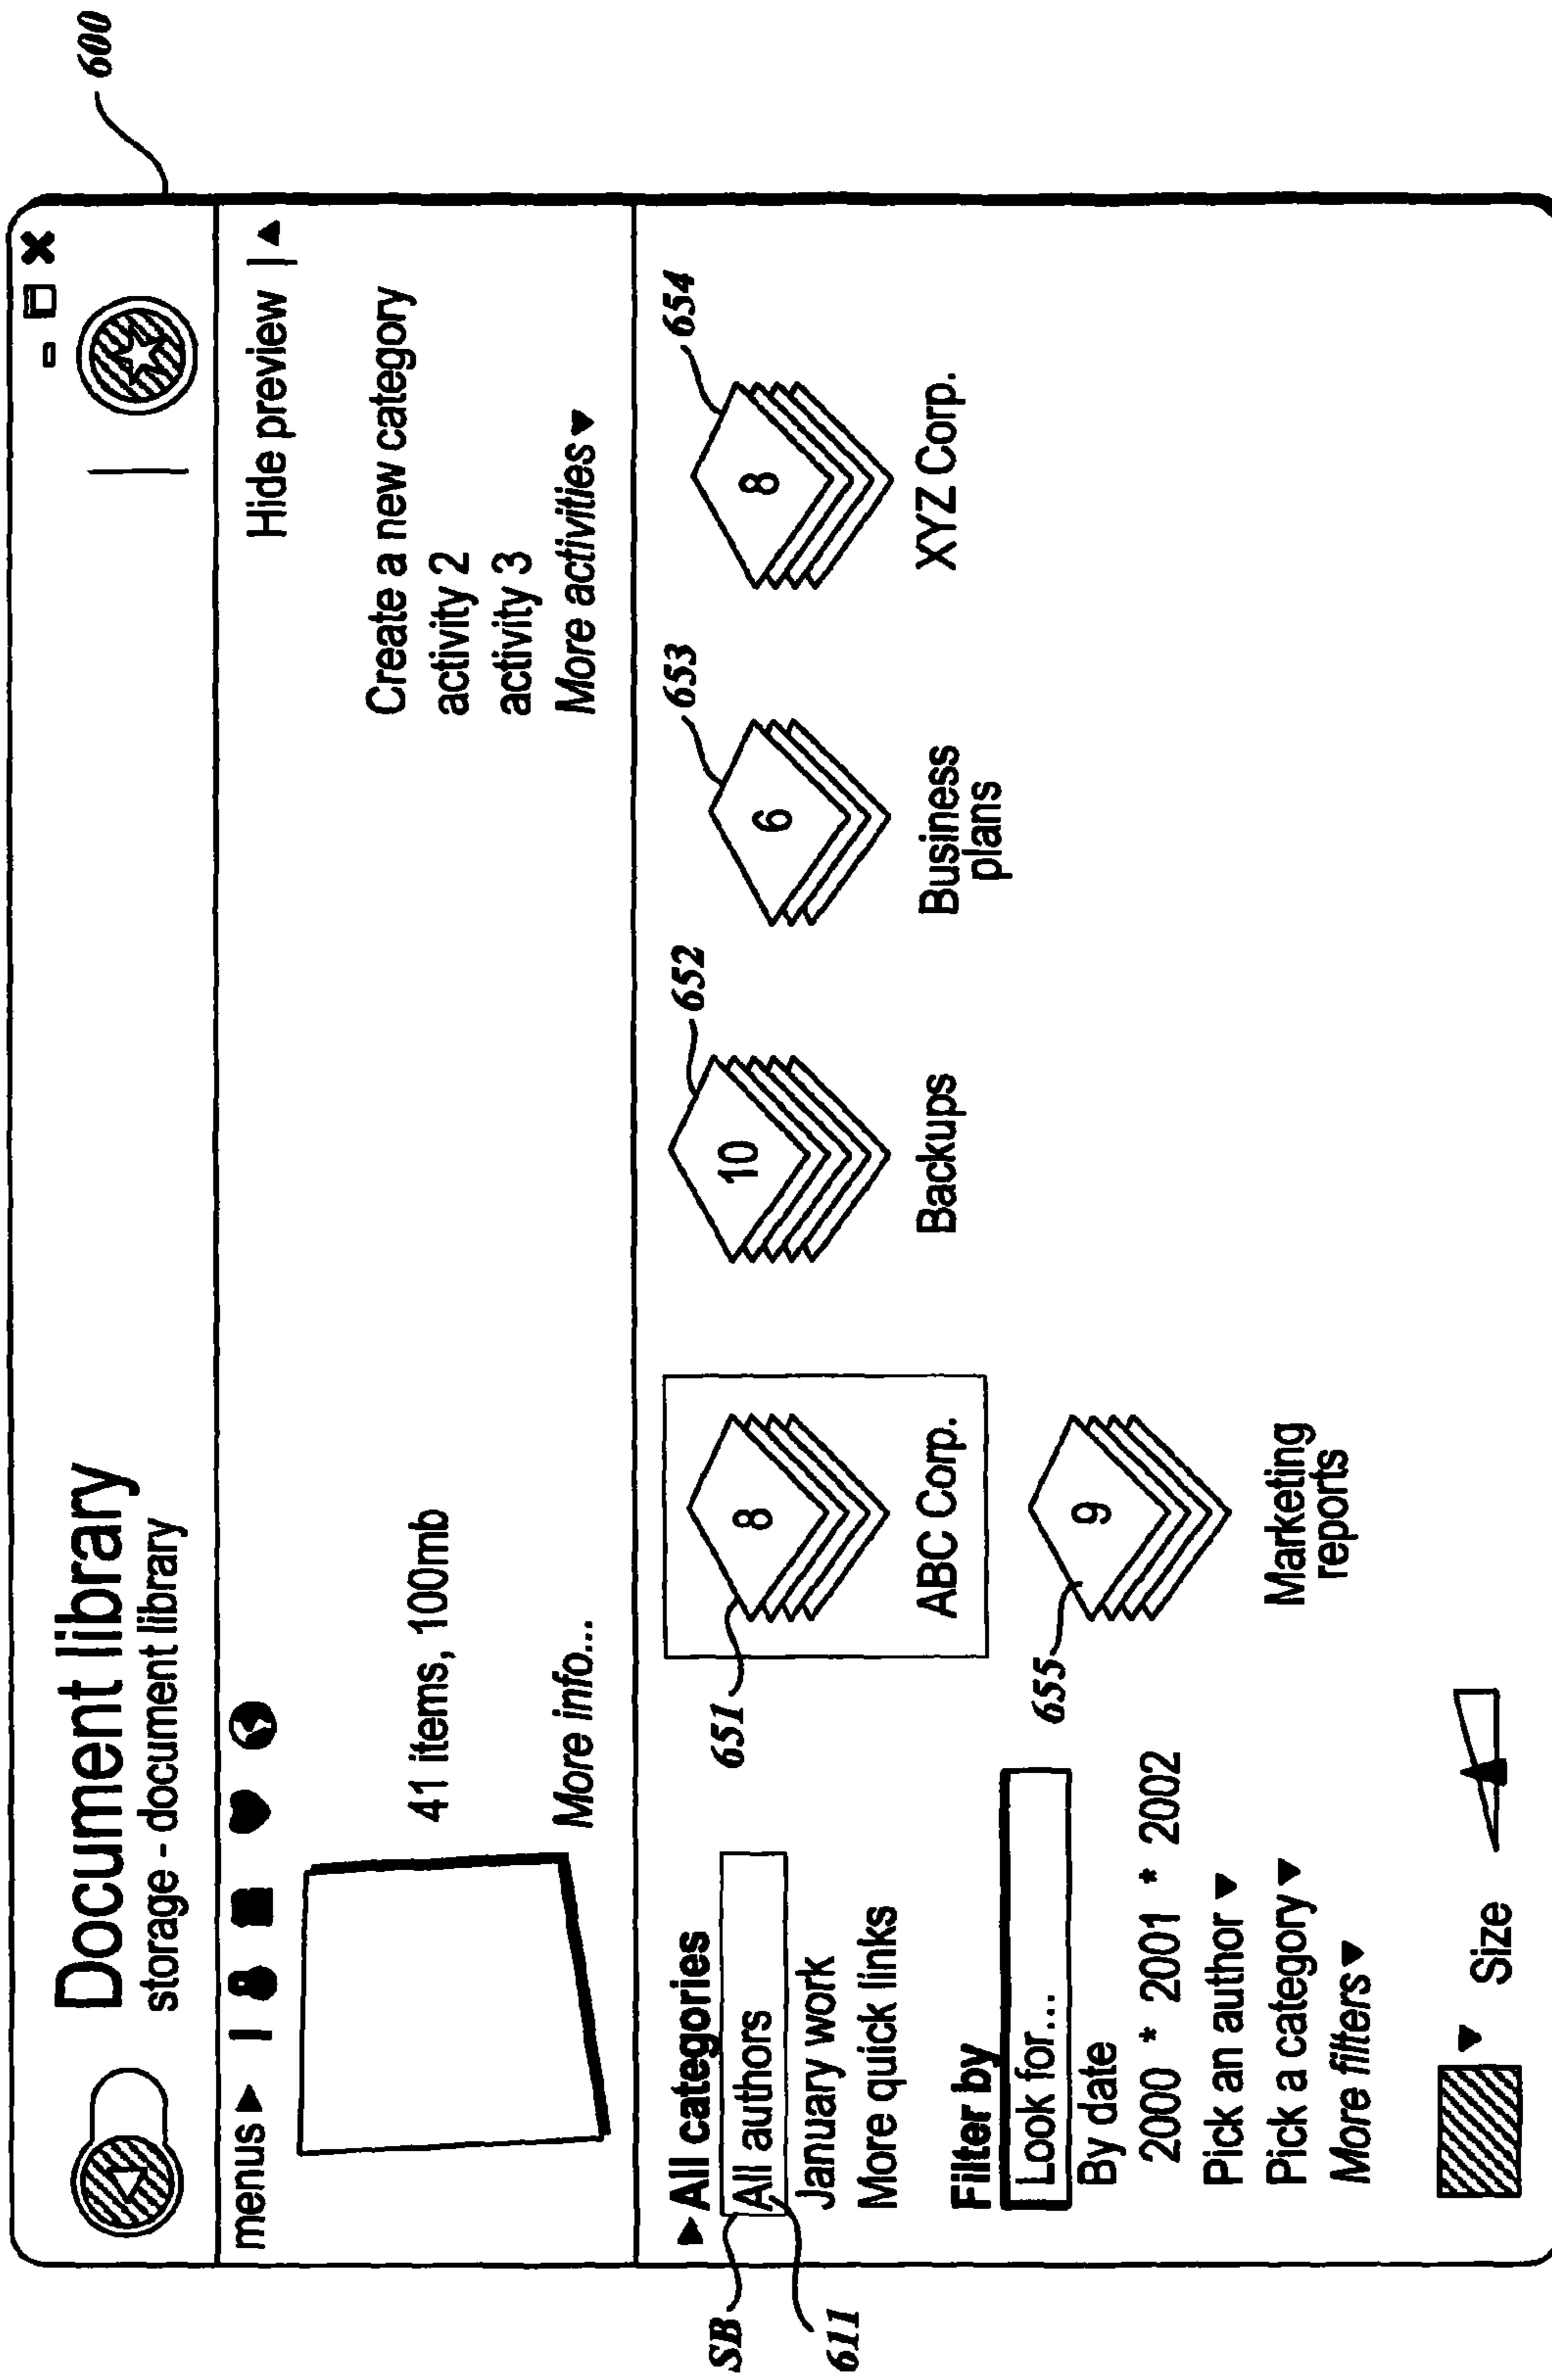 600
Document library
storage - document library
menus
Hide preview
41 items, 100mb
More info...
Create a new category
activity 2
activity 3
More activities
All categories
All authors
January work
More quick links
SB
611
Filter by
Look for...
By date
2000 * 2001 * 2002
Pick an author
Pick a category
More filters
Size
651
8
ABC Corp.
652
10
Backups
653
6
Business
plans
654
8
XYZ Corp.
655
9
Marketing
reports